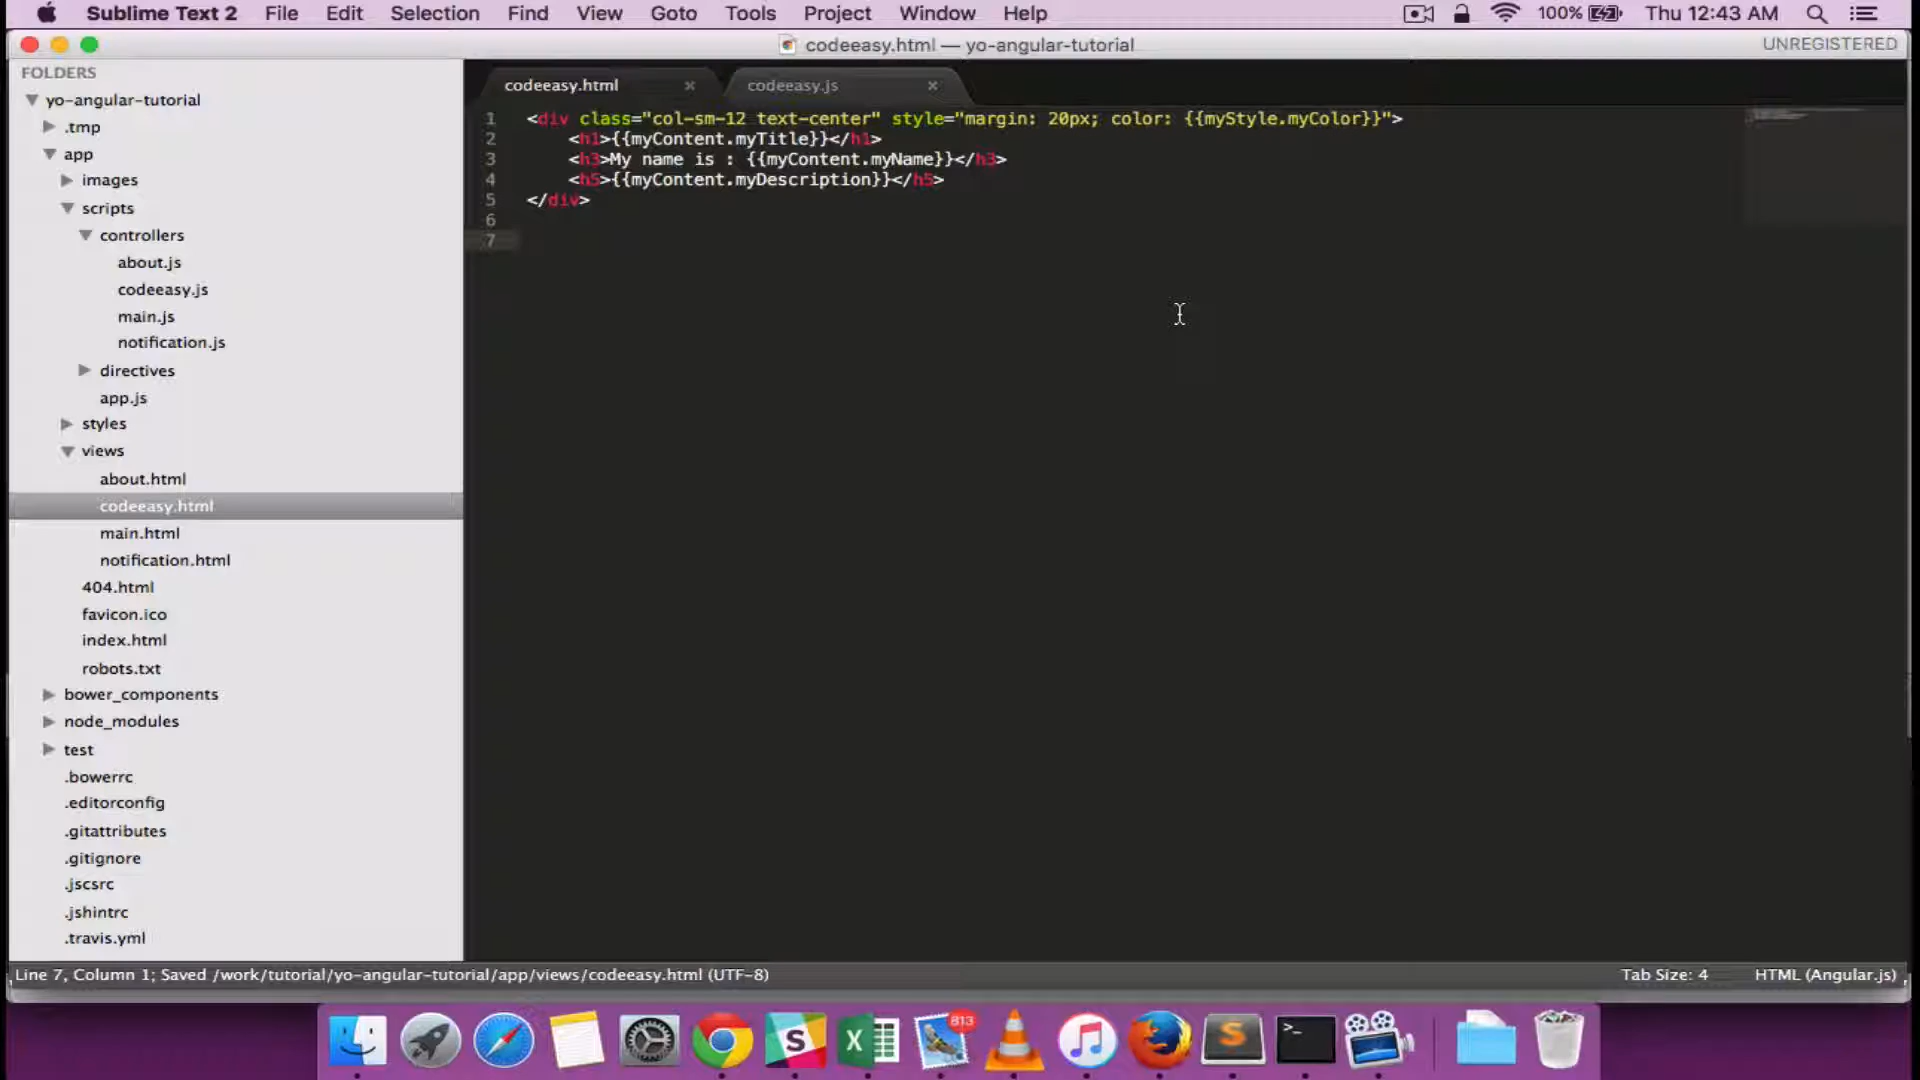 Sublime Text 2 File Edit Selection Find View Goto Tools Project Window Help 100% Thu 12:43 AM
codeeasy.html — yo-angular-tutorial UNREGISTERED
FOLDERS
yo-angular-tutorial
.tmp
app
images
scripts
controllers
about.js
codeeasy.js
main.js
notification.js
directives
app.js
styles
views
about.html
codeeasy.html
main.html
notification.html
404.html
favicon.ico
index.html
robots.txt
bower_components
node_modules
test
.bowerrc
.editorconfig
.gitattributes
.gitignore
.jscsrc
.jshintrc
.travis.yml
codeeasy.html × codeeasy.js ×
1 <div class="col-sm-12 text-center" style="margin: 20px; color: {{myStyle.myColor}}">
2 <h1>{{myContent.myTitle}}</h1>
3 <h3>My name is : {{myContent.myName}}</h3>
4 <h5>{{myContent.myDescription}}</h5>
5 </div>
6
7
Line 7, Column 1; Saved /work/tutorial/yo-angular-tutorial/app/views/codeeasy.html (UTF-8) Tab Size: 4 HTML (Angular.js)
813